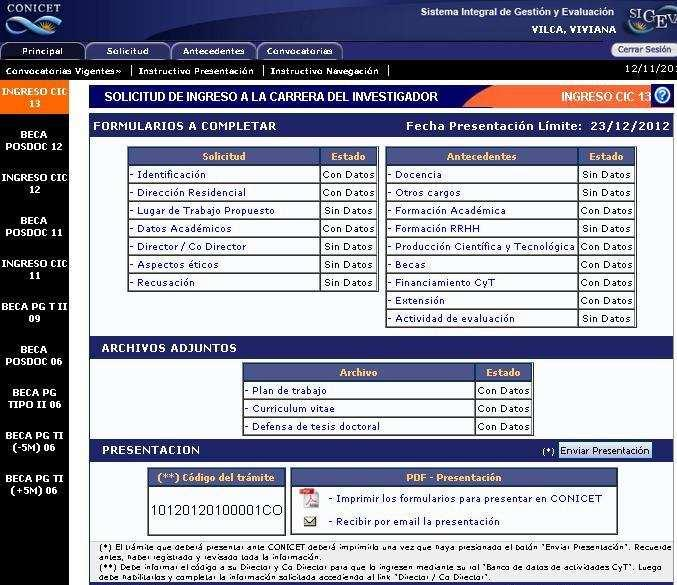 CONICET
Sistema Integral de Gestión y Evaluación
VILCA, VIVIANA
SIGEVA
Principal
Solicitud
Antecedentes
Convocatorias
Cerrar Sesión
Convocatorias Vigentes»
Instructivo Presentación
Instructivo Navegación
12/11/201
INGRESO CIC
13
BECA
POSDOC 12
INGRESO CIC
12
BECA
POSDOC 11
INGRESO CIC
11
BECA PG T II
09
BECA
POSDOC 06
BECA PG
TIPO II 06
BECA PG TI
(-5M) 06
BECA PG TI
(+5M) 06
SOLICITUD DE INGRESO A LA CARRERA DEL INVESTIGADOR
INGRESO CIC 13 ?
FORMULARIOS A COMPLETAR
Fecha Presentación Límite: 23/12/2012
Solicitud Estado
- Identificación Con Datos
- Dirección Residencial Con Datos
- Lugar de Trabajo Propuesto Sin Datos
- Datos Académicos Con Datos
- Director / Co Director Sin Datos
- Aspectos éticos Sin Datos
- Recusación Sin Datos
Antecedentes Estado
- Docencia Sin Datos
- Otros cargos Sin Datos
- Formación Académica Con Datos
- Formación RRHH Sin Datos
- Producción Científica y Tecnológica Con Datos
- Becas Con Datos
- Financiamiento CyT Con Datos
- Extensión Con Datos
- Actividad de evaluación Sin Datos
ARCHIVOS ADJUNTOS
Archivo Estado
- Plan de trabajo Con Datos
- Curriculum vitae Con Datos
- Defensa de tesis doctoral Con Datos
PRESENTACION
(*) Enviar Presentación
(**) Código del trámite
10120120100001CO
PDF - Presentación
- Imprimir los formularios para presentar en CONICET
- Recibir por email la presentación
(*) El trámite que deberá presentar ante CONICET deberá imprimirlo una vez que haya presionado el botón "Enviar Presentación". Recuerde
antes, haber registrado y revisado toda la información.
(**) Debe informar el código a su Director y Co Director para que lo ingresen mediante su rol "Banco de datos de actividades CyT". Luego
debe habilitarlos y completar la información solicitada accediendo al link "Director / Co Director".